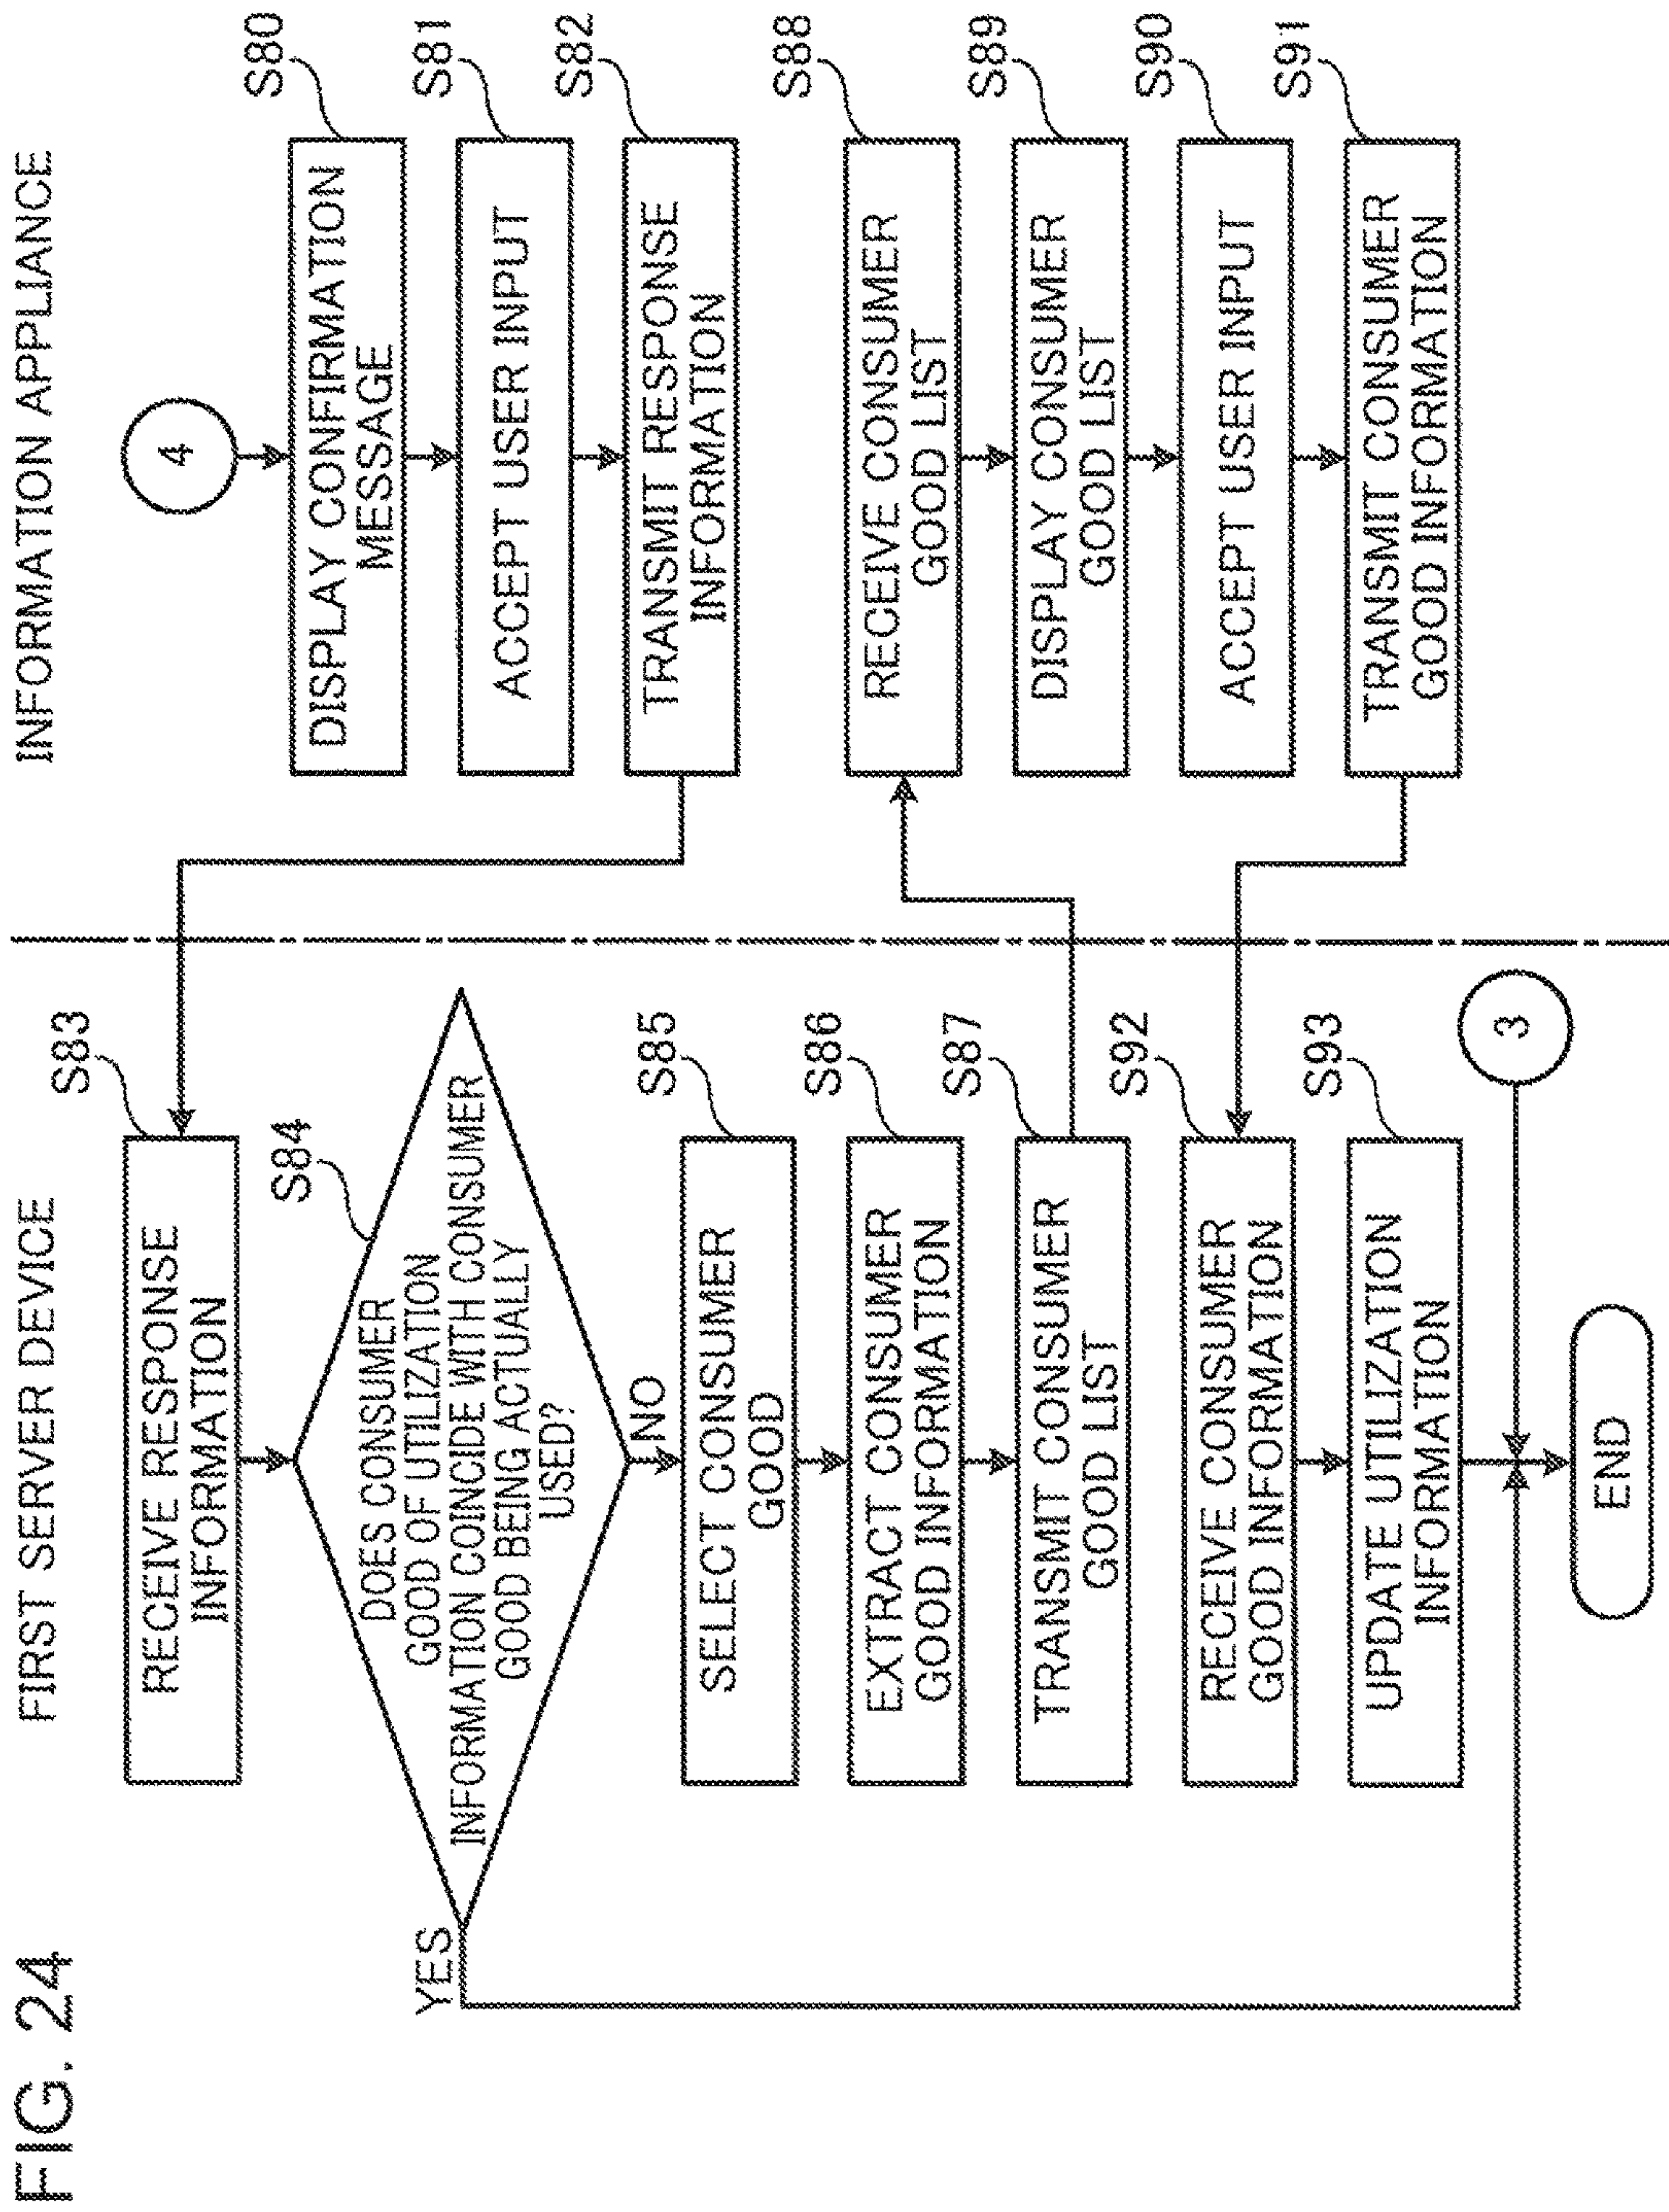 FIG. 24
FIRST SERVER DEVICE
INFORMATION APPLIANCE
4
S80
DISPLAY CONFIRMATION
MESSAGE
S81
ACCEPT USER INPUT
S82
TRANSMIT RESPONSE
INFORMATION
S83
RECEIVE RESPONSE
INFORMATION
S84
DOES CONSUMER
GOOD OF UTILIZATION
INFORMATION COINCIDE WITH CONSUMER
GOOD BEING ACTUALLY
USED?
YES
NO
S85
SELECT CONSUMER
GOOD
S86
EXTRACT CONSUMER
GOOD INFORMATION
S87
TRANSMIT CONSUMER
GOOD LIST
S88
RECEIVE CONSUMER
GOOD LIST
S89
DISPLAY CONSUMER
GOOD LIST
S90
ACCEPT USER INPUT
S91
TRANSMIT CONSUMER
GOOD INFORMATION
S92
RECEIVE CONSUMER
GOOD INFORMATION
S93
UPDATE UTILIZATION
INFORMATION
3
END